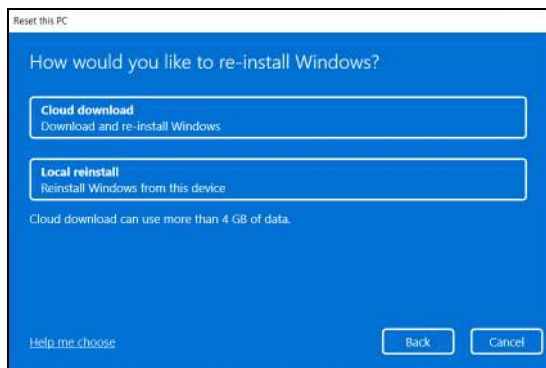 Reset this PC
How would you like to re-install Windows?
Cloud download
Download and re-install Windows
Local reinstall
Reinstall Windows from this device
Cloud download can use more than 4 GB of data.
Help me choose
Back
Cancel